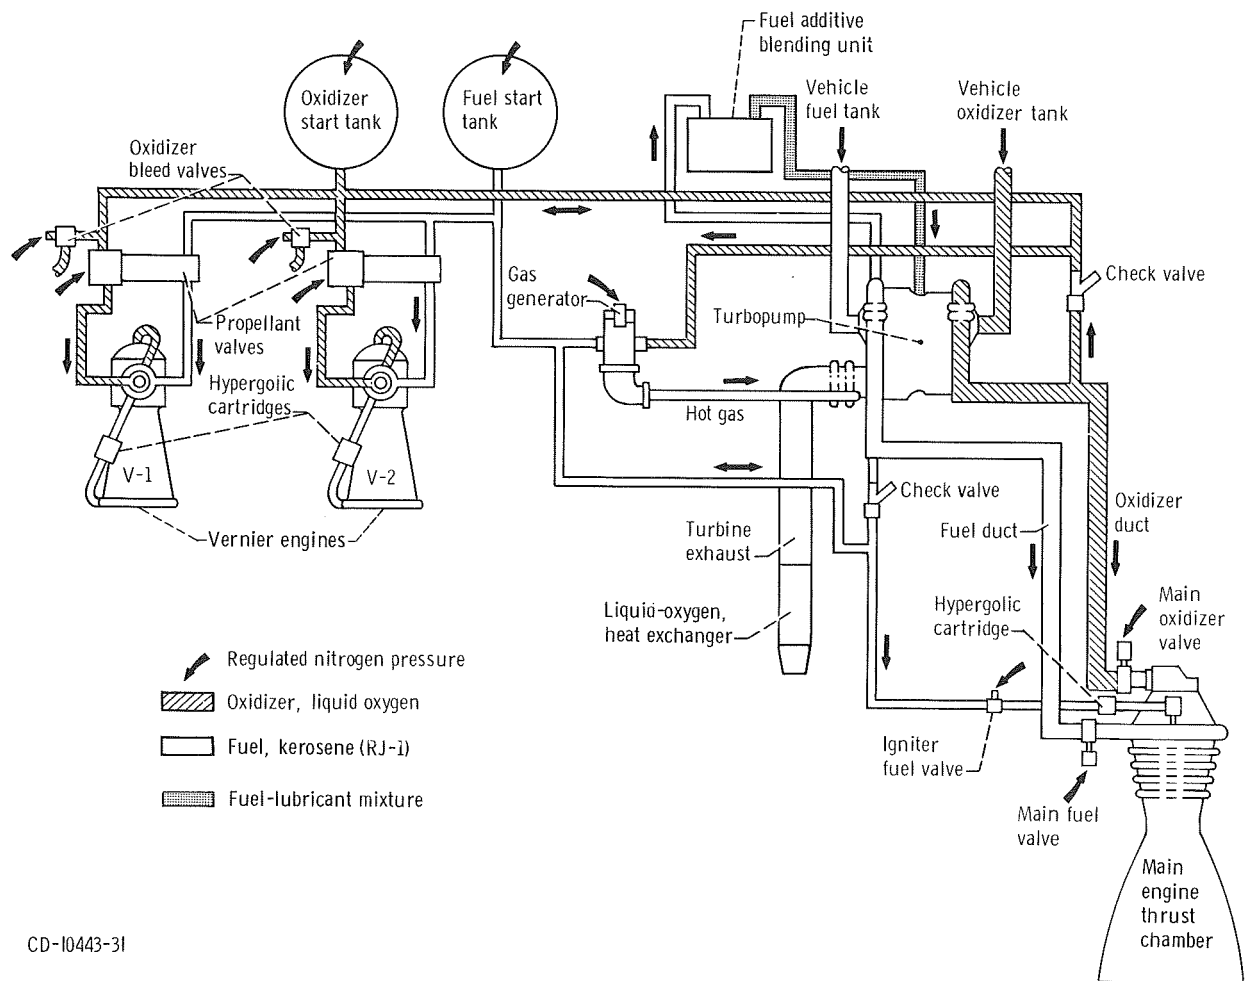 Fuel additive
blending unit
Vehicle
fuel tank
Vehicle
oxidizer tank
Oxidizer
start tank
Fuel start
tank
Oxidizer
bleed valves
Gas
generator
Check valve
Propellant
valves
Turbopump
Hypergolic
cartridges
Hot gas
V-1
V-2
Check valve
Oxidizer
duct
Vernier engines
Turbine
exhaust
Fuel duct
Liquid-oxygen,
heat exchanger
Hypergolic
cartridge
Main
oxidizer
valve
Regulated nitrogen pressure
Oxidizer, liquid oxygen
Fuel, kerosene (RJ-1)
Fuel-lubricant mixture
Igniter
fuel valve
Main fuel
valve
Main
engine
thrust
chamber
CD-10443-31